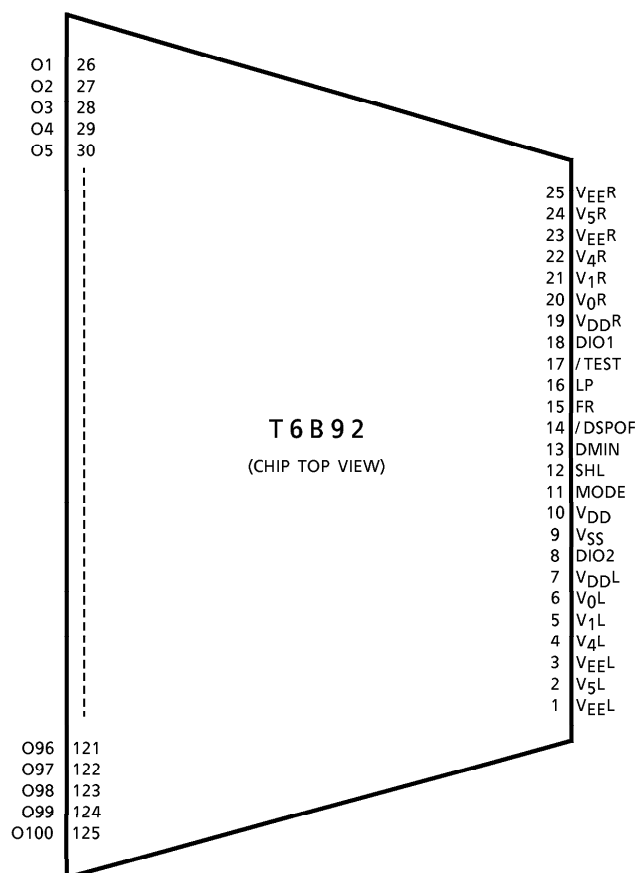 O1 26
O2 27
O3 28
O4 29
O5 30
25 VEER
24 V5R
23 VEER
22 V4R
21 V1R
20 V0R
19 VDDR
18 DIO1
17 /TEST
16 LP
15 FR
14 /DSPOF
13 DMIN
12 SHL
11 MODE
10 VDD
9 VSS
8 DIO2
7 VDDL
6 V0L
5 V1L
4 V4L
3 VEEL
2 V5L
1 VEEL
T6B92
(CHIP TOP VIEW)
O96 121
O97 122
O98 123
O99 124
O100 125